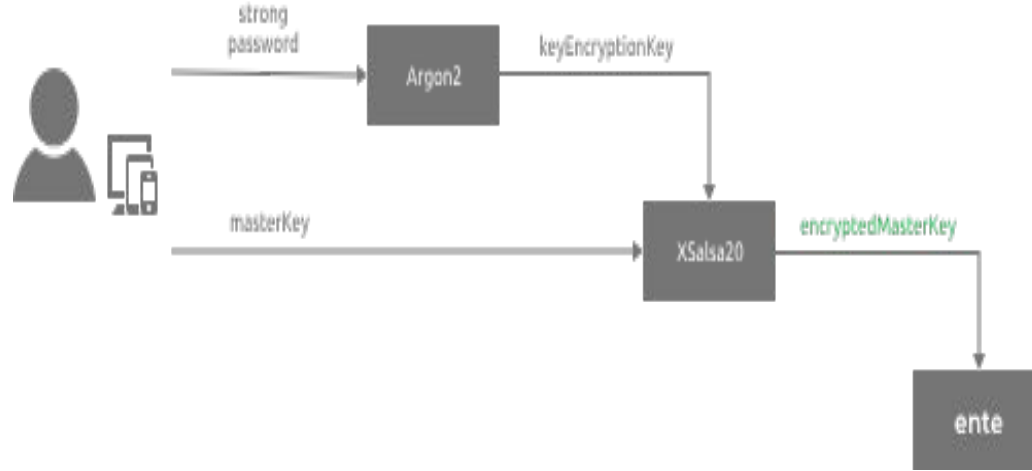 strong
password
Argon2
keyEncryptionKey
masterKey
XSalsa20
encryptedMasterKey
ente